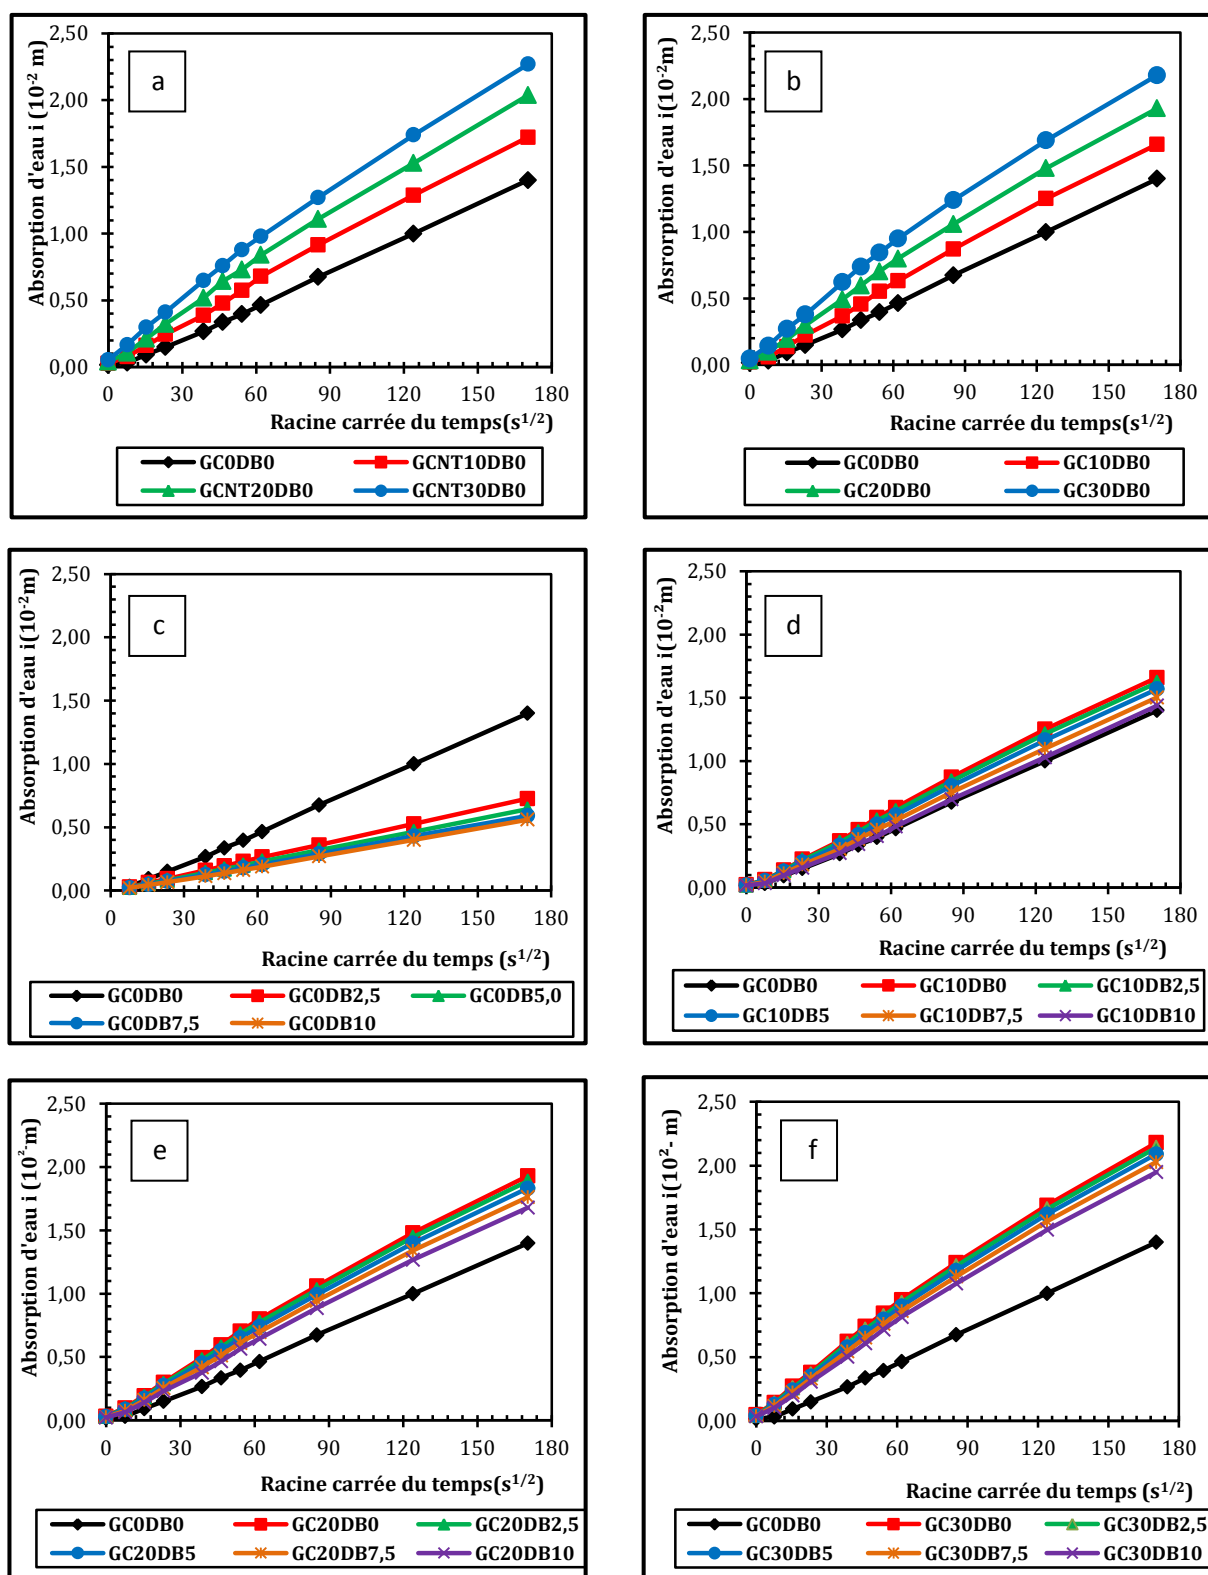 a
Absorption d'eau i (10⁻² m)
2,50
2,00
1,50
1,00
0,50
0,00
0 30 60 90 120 150 180
Racine carrée du temps(s^1/2)
GC0DB0 GCNT10DB0
GCNT20DB0 GCNT30DB0
b
Absrorption d'eau i(10⁻²m)
2,50
2,00
1,50
1,00
0,50
0,00
0 30 60 90 120 150 180
Racine carrée du temps(s^1/2)
GC0DB0 GC10DB0
GC20DB0 GC30DB0
c
Absorption d'eau i(10⁻²m)
2,50
2,00
1,50
1,00
0,50
0,00
0 30 60 90 120 150 180
Racine carrée du temps (s^1/2)
GC0DB0 GC0DB2,5 GC0DB5,0
GC0DB7,5 GC0DB10
d
Absorption d'eau i(10⁻²m)
2,50
2,00
1,50
1,00
0,50
0,00
0 30 60 90 120 150 180
Racine carrée du temps (s^1/2)
GC0DB0 GC10DB0 GC10DB2,5
GC10DB5 GC10DB7,5 GC10DB10
e
Absorption d'eau i (10²-m)
2,50
2,00
1,50
1,00
0,50
0,00
0 30 60 90 120 150 180
Racine carrée du temps(s^1/2)
GC0DB0 GC20DB0 GC20DB2,5
GC20DB5 GC20DB7,5 GC20DB10
f
Absorption d'eau i(10²- m)
2,50
2,00
1,50
1,00
0,50
0,00
0 30 60 90 120 150 180
Racine carrée du temps (s^1/2)
GC0DB0 GC30DB0 GC30DB2,5
GC30DB5 GC30DB7,5 GC30DB10